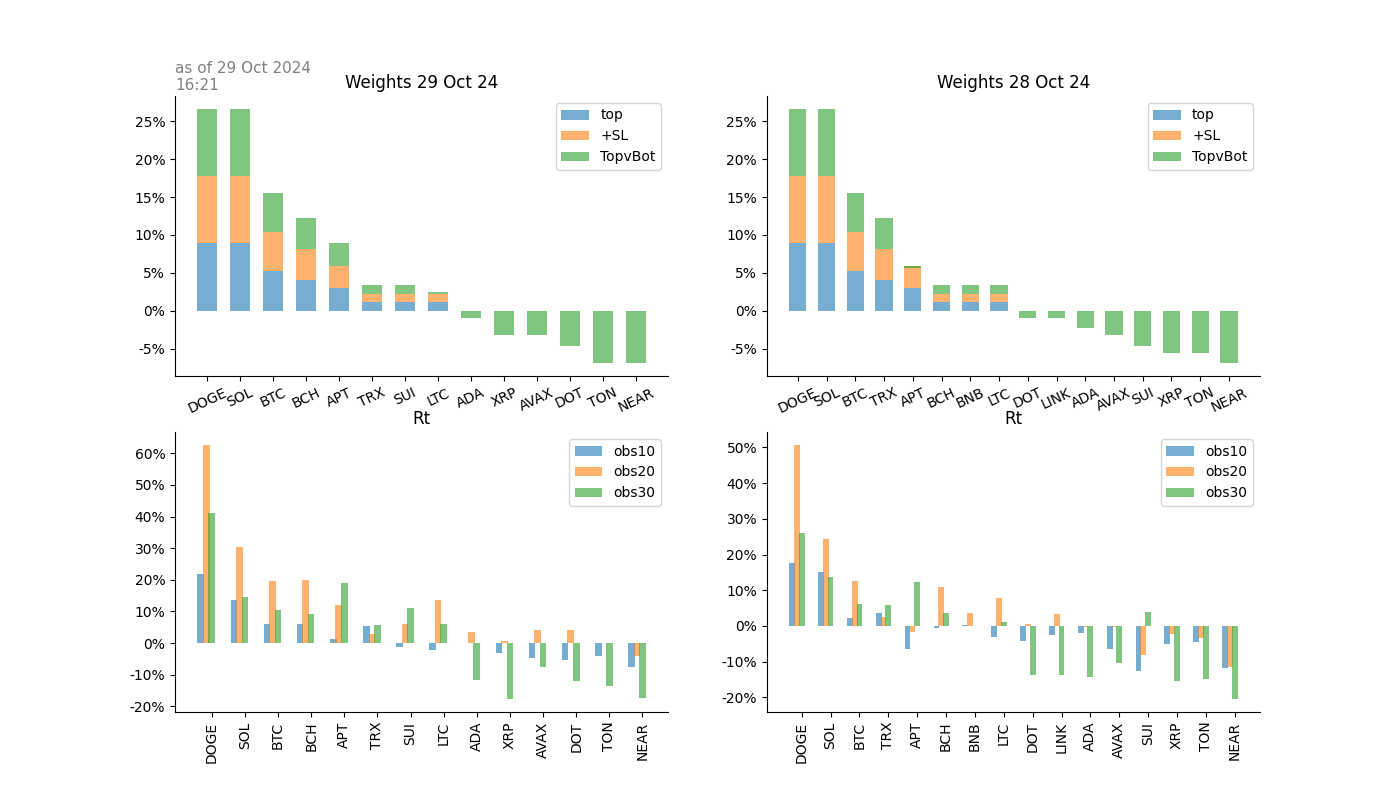 as of 29 Oct 2024
16:21
Weights 29 Oct 24
25%
20%
15%
10%
5%
0%
-5%
top
+SL
TopvBot
DOGE SOL BTC BCH APT TRX SUI LTC ADA XRP AVAX DOT TON NEAR
Weights 28 Oct 24
25%
20%
15%
10%
5%
0%
-5%
top
+SL
TopvBot
DOGE SOL BTC TRX APT BCH BNB LTC DOT LINK ADA AVAX SUI XRP TON NEAR
Rt
60%
50%
40%
30%
20%
10%
0%
-10%
-20%
obs10
obs20
obs30
DOGE SOL BTC BCH APT TRX SUI LTC ADA XRP AVAX DOT TON NEAR
Rt
50%
40%
30%
20%
10%
0%
-10%
-20%
obs10
obs20
obs30
DOGE SOL BTC TRX APT BCH BNB LTC DOT LINK ADA AVAX SUI XRP TON NEAR